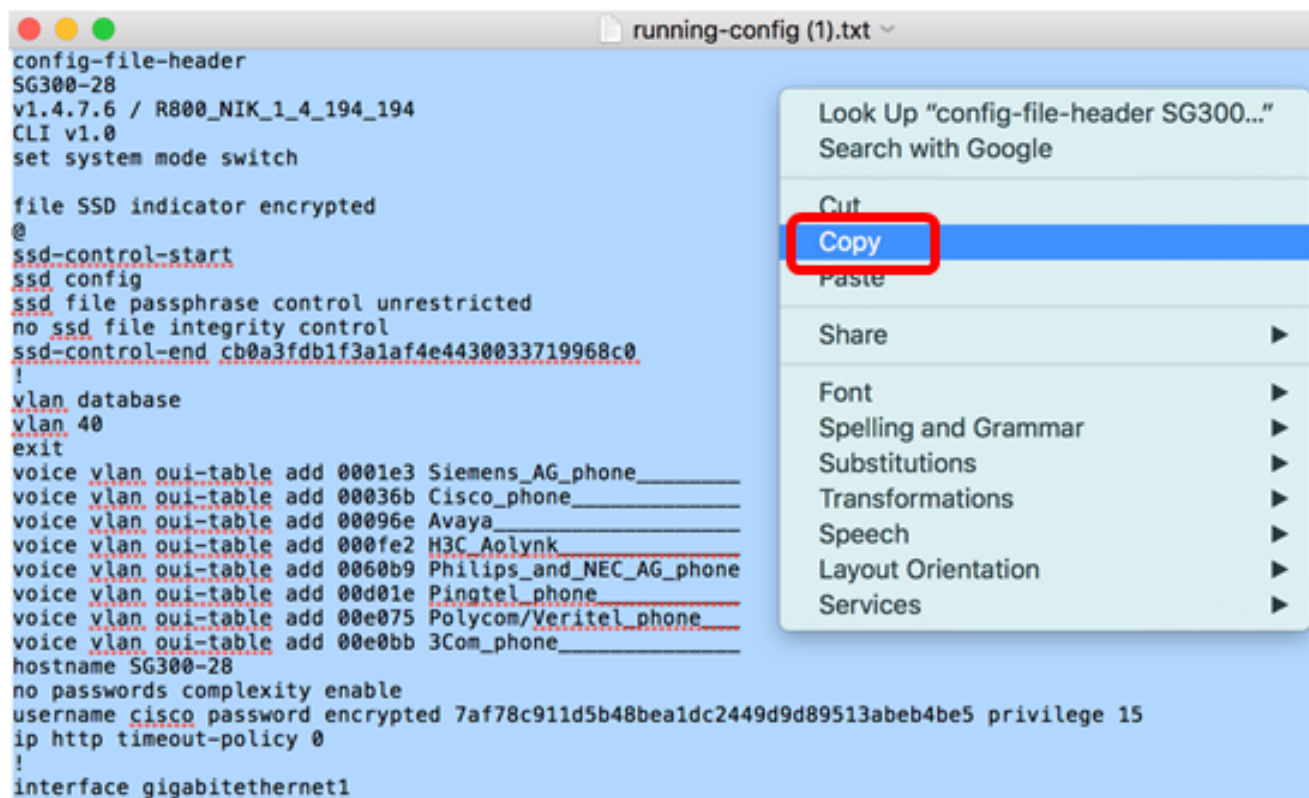 running-config (1).txt
config-file-header
SG300-28
v1.4.7.6 / R800_NIK_1_4_194_194
CLI v1.0
set system mode switch
file SSD indicator encrypted
@
ssd-control-start
ssd config
ssd file passphrase control unrestricted
no ssd file integrity control
ssd-control-end cb0a3fdb1f3a1af4e4430033719968c0
!
vlan database
vlan 40
exit
voice vlan oui-table add 0001e3 Siemens_AG_phone________
voice vlan oui-table add 00036b Cisco_phone_____________
voice vlan oui-table add 00096e Avaya___________________
voice vlan oui-table add 000fe2 H3C_Aolynk______________
voice vlan oui-table add 0060b9 Philips_and_NEC_AG_phone
voice vlan oui-table add 00d01e Pingtel_phone___________
voice vlan oui-table add 00e075 Polycom/Veritel_phone___
voice vlan oui-table add 00e0bb 3Com_phone______________
hostname SG300-28
no passwords complexity enable
username cisco password encrypted 7af78c911d5b48bea1dc2449d9d89513abeb4be5 privilege 15
ip http timeout-policy 0
!
interface gigabitethernet1
Look Up "config-file-header SG300..."
Search with Google
Cut
Copy
Paste
Share
Font
Spelling and Grammar
Substitutions
Transformations
Speech
Layout Orientation
Services